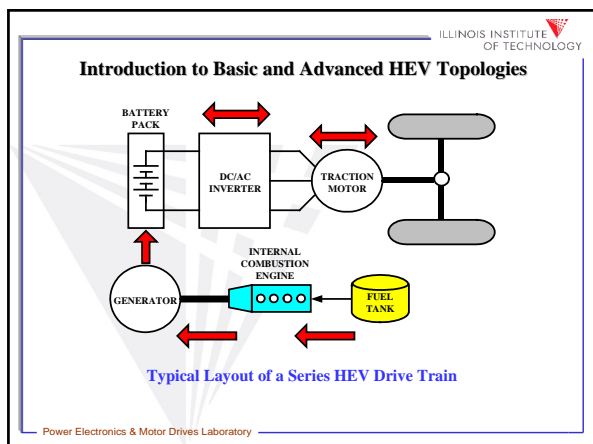 ILLINOIS INSTITUTE
OF TECHNOLOGY
Introduction to Basic and Advanced HEV Topologies
BATTERY
PACK
DC/AC
INVERTER
TRACTION
MOTOR
INTERNAL
COMBUSTION
ENGINE
GENERATOR
FUEL
TANK
Typical Layout of a Series HEV Drive Train
Power Electronics & Motor Drives Laboratory